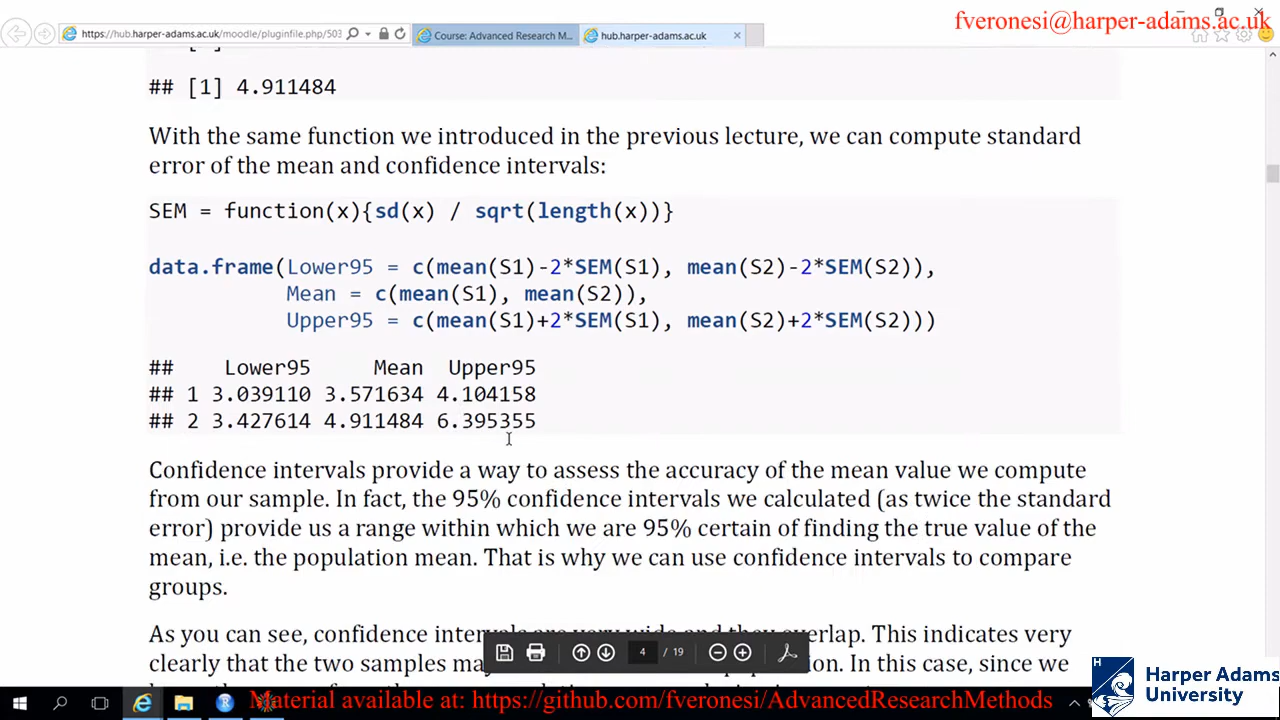 fveronesi@harper-adams.ac.uk
https://hub.harper-adams.ac.uk/moodle/pluginfile.php/503
Course: Advanced Research M...
hub.harper-adams.ac.uk
## [1] 4.911484
With the same function we introduced in the previous lecture, we can compute standard
error of the mean and confidence intervals:
SEM = function(x){sd(x) / sqrt(length(x))}
data.frame(Lower95 = c(mean(S1)-2*SEM(S1), mean(S2)-2*SEM(S2)),
Mean = c(mean(S1), mean(S2)),
Upper95 = c(mean(S1)+2*SEM(S1), mean(S2)+2*SEM(S2)))
## Lower95 Mean Upper95
## 1 3.039110 3.571634 4.104158
## 2 3.427614 4.911484 6.395355
Confidence intervals provide a way to assess the accuracy of the mean value we compute
from our sample. In fact, the 95% confidence intervals we calculated (as twice the standard
error) provide us a range within which we are 95% certain of finding the true value of the
mean, i.e. the population mean. That is why we can use confidence intervals to compare
groups.
As you can see, confidence intervals are very wide and they overlap. This indicates very
4 / 19
clearly that the two samples may ion. In this case, since we
Material available at: https://github.com/fveronesi/AdvancedResearchMethods
H
Harper Adams
University